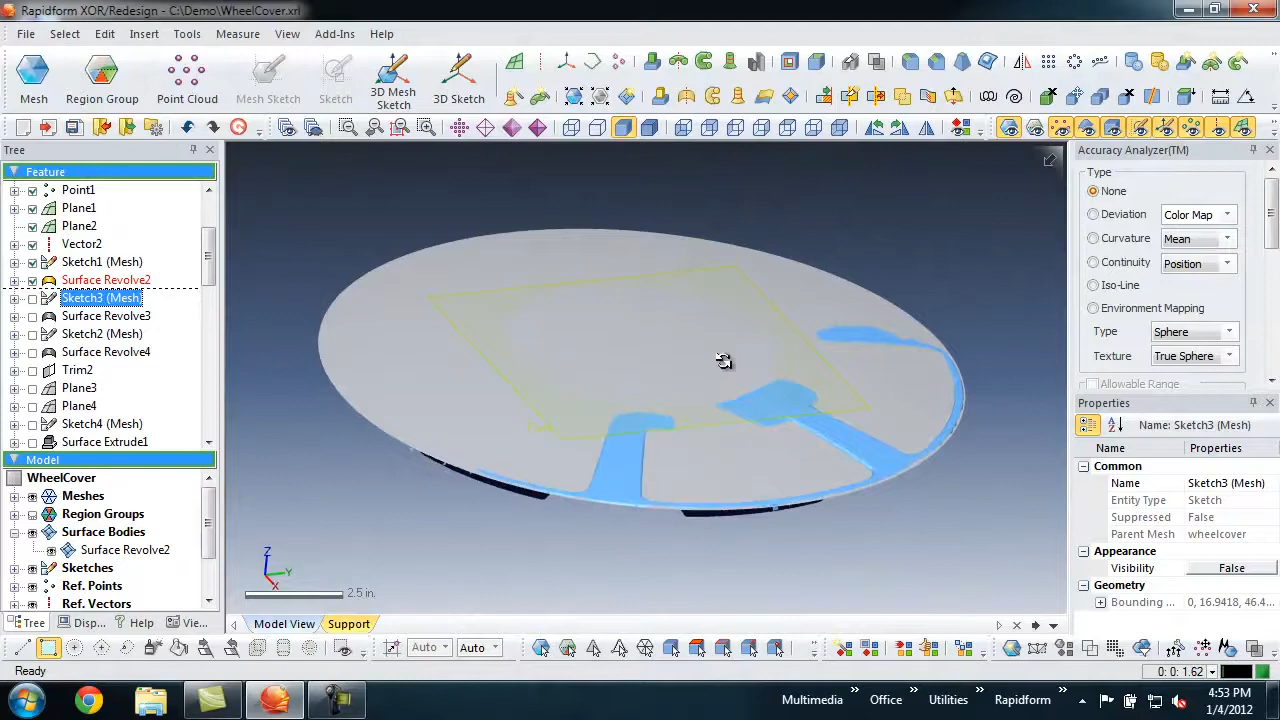 Rapidform XOR/Redesign - C:\Demo\WheelCover.xrl
File Select Edit Insert Tools Measure View Add-Ins Help
Mesh
Region Group
Point Cloud
Mesh Sketch
Sketch
3D Mesh
Sketch
3D Sketch
Tree
Feature
Point1
Plane1
Plane2
Vector2
Sketch1 (Mesh)
Surface Revolve2
Sketch3 (Mesh)
Surface Revolve3
Sketch2 (Mesh)
Surface Revolve4
Trim2
Plane3
Plane4
Sketch4 (Mesh)
Surface Extrude1
Model
WheelCover
Meshes
Region Groups
Surface Bodies
Surface Revolve2
Sketches
Ref. Points
Ref. Vectors
Tree
Disp...
Help
Vie...
Z
Y
X
2.5 in.
Model View
Support
Accuracy Analyzer(TM)
Type
None
Deviation Color Map
Curvature Mean
Continuity Position
Iso-Line
Environment Mapping
Type Sphere
Texture True Sphere
Allowable Range
Properties
Name: Sketch3 (Mesh)
Name Properties
Common
Name Sketch3 (Mesh)
Entity Type Sketch
Suppressed False
Parent Mesh wheelcover
Appearance
Visibility False
Geometry
Bounding ... 0, 16.9418, 46.4...
Auto
Auto
Ready
0: 0: 1.62
Multimedia
Office
Utilities
Rapidform
4:53 PM
1/4/2012